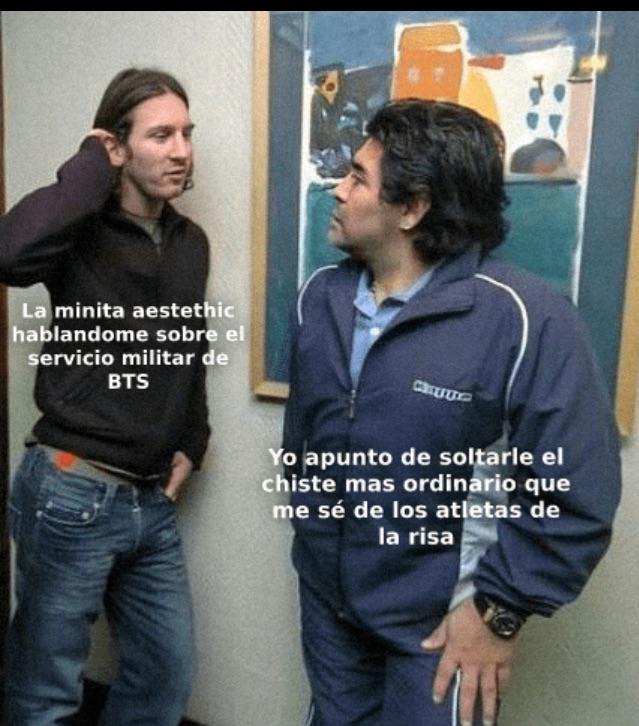 La minita aestethic
hablandome sobre el
servicio militar de
BTS
Kappa
Yo apunto de soltarle el
chiste mas ordinario que
me sé de los atletas de
la risa